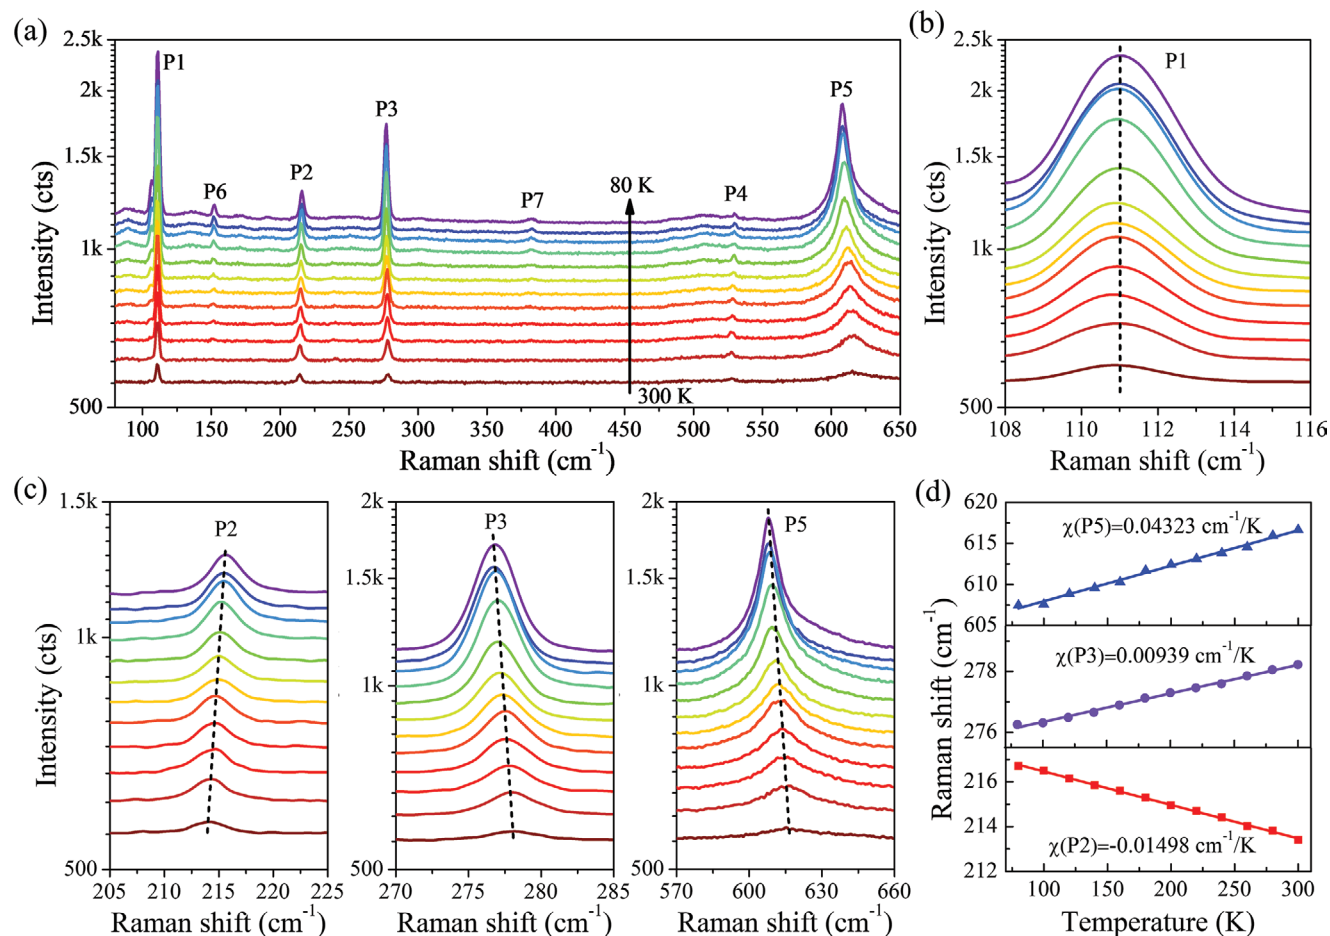 (a)
2.5k
2k
1.5k
1k
500
Intensity (cts)
P1
P6
P2
P3
P7
80 K
300 K
P4
P5
100 150 200 250 300 350 400 450 500 550 600 650
Raman shift (cm⁻¹)
(b)
2.5k
2k
1.5k
1k
500
Intensity (cts)
P1
108 110 112 114 116
Raman shift (cm⁻¹)
(c)
1.5k
1k
500
Intensity (cts)
P2
205 210 215 220 225
Raman shift (cm⁻¹)
2k
1.5k
1k
500
P3
270 275 280 285
Raman shift (cm⁻¹)
2k
1.5k
1k
500
P5
570 600 630 660
Raman shift (cm⁻¹)
(d)
620
615
610
605
278
276
216
214
212
Raman shift (cm⁻¹)
χ(P5)=0.04323 cm⁻¹/K
χ(P3)=0.00939 cm⁻¹/K
χ(P2)=-0.01498 cm⁻¹/K
100 150 200 250 300
Temperature (K)